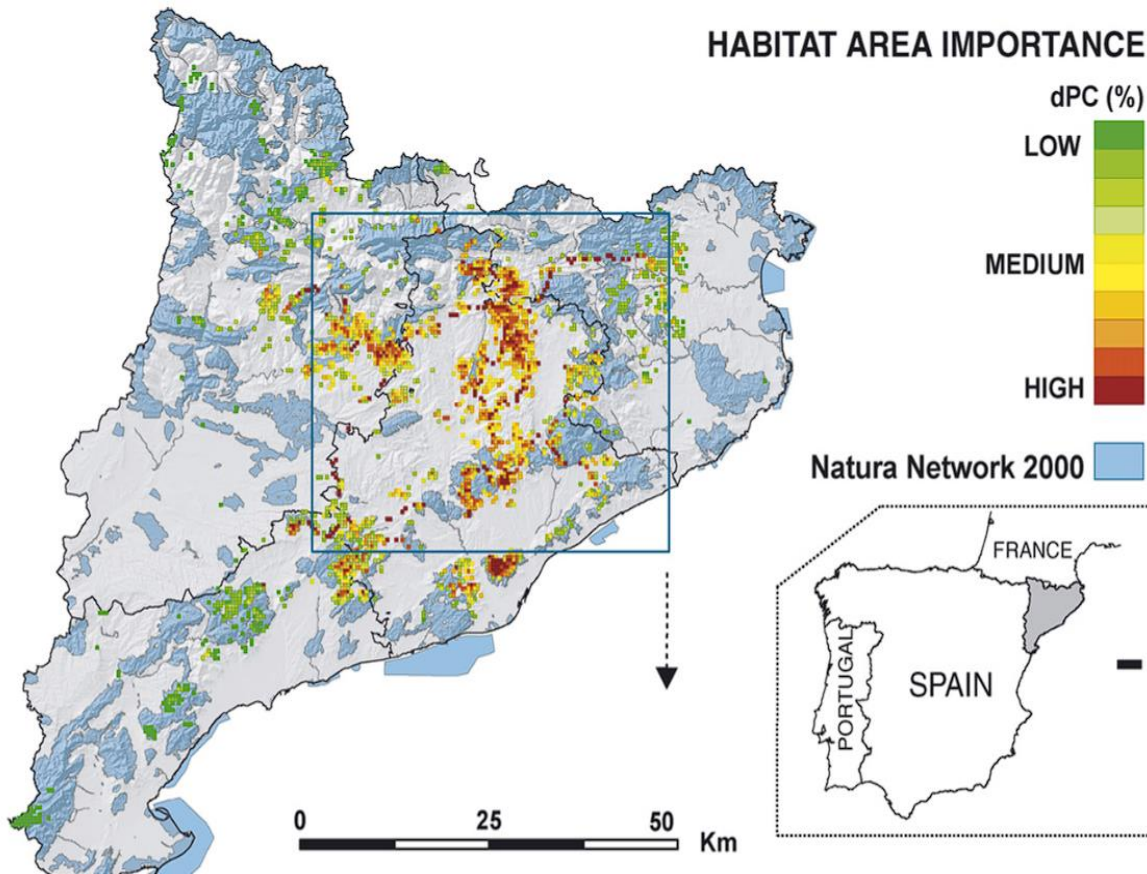 HABITAT AREA IMPORTANCE
dPC (%)
LOW
MEDIUM
HIGH
Natura Network 2000
FRANCE
PORTUGAL
SPAIN
0 25 50
Km